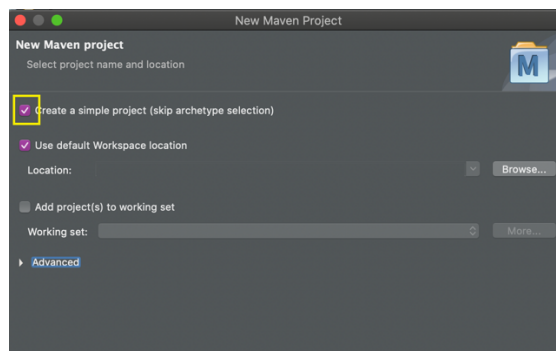 New Maven Project
New Maven project
Select project name and location
M
Create a simple project (skip archetype selection)
Use default Workspace location
Location:
Browse...
Add project(s) to working set
Working set:
More...
Advanced